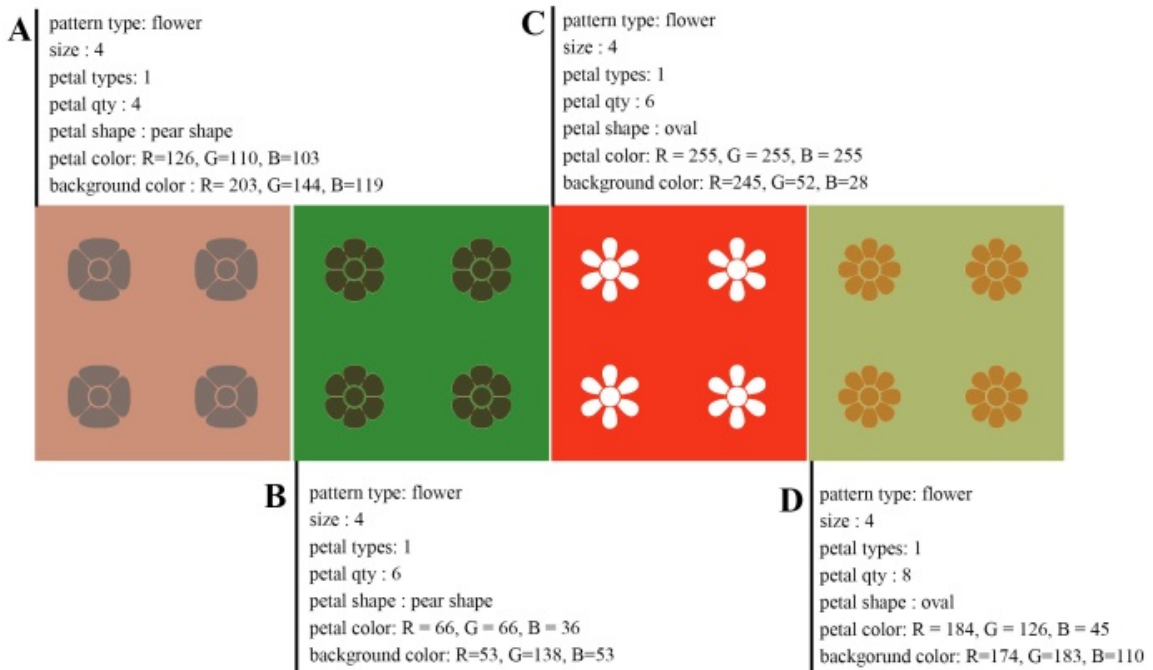 A
pattern type: flower
size : 4
petal types: 1
petal qty : 4
petal shape : pear shape
petal color: R=126, G=110, B=103
background color : R= 203, G=144, B=119
C
pattern type: flower
size : 4
petal types: 1
petal qty : 6
petal shape : oval
petal color: R = 255, G = 255, B = 255
background color: R=245, G=52, B=28
B
pattern type: flower
size : 4
petal types: 1
petal qty : 6
petal shape : pear shape
petal color: R = 66, G = 66, B = 36
background color: R=53, G=138, B=53
D
pattern type: flower
size : 4
petal types: 1
petal qty : 8
petal shape : oval
petal color: R = 184, G = 126, B = 45
backgorund color: R=174, G=183, B=110